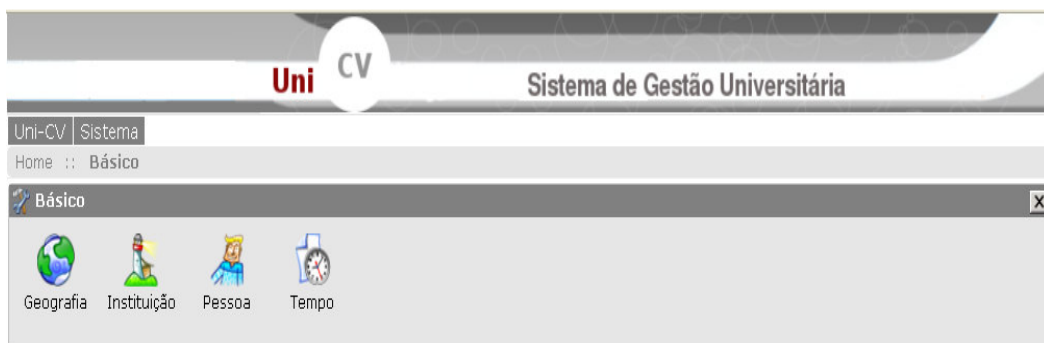 Uni CV
Sistema de Gestão Universitária
Uni-CV Sistema
Home :: Básico
Básico
Geografia Instituição Pessoa Tempo